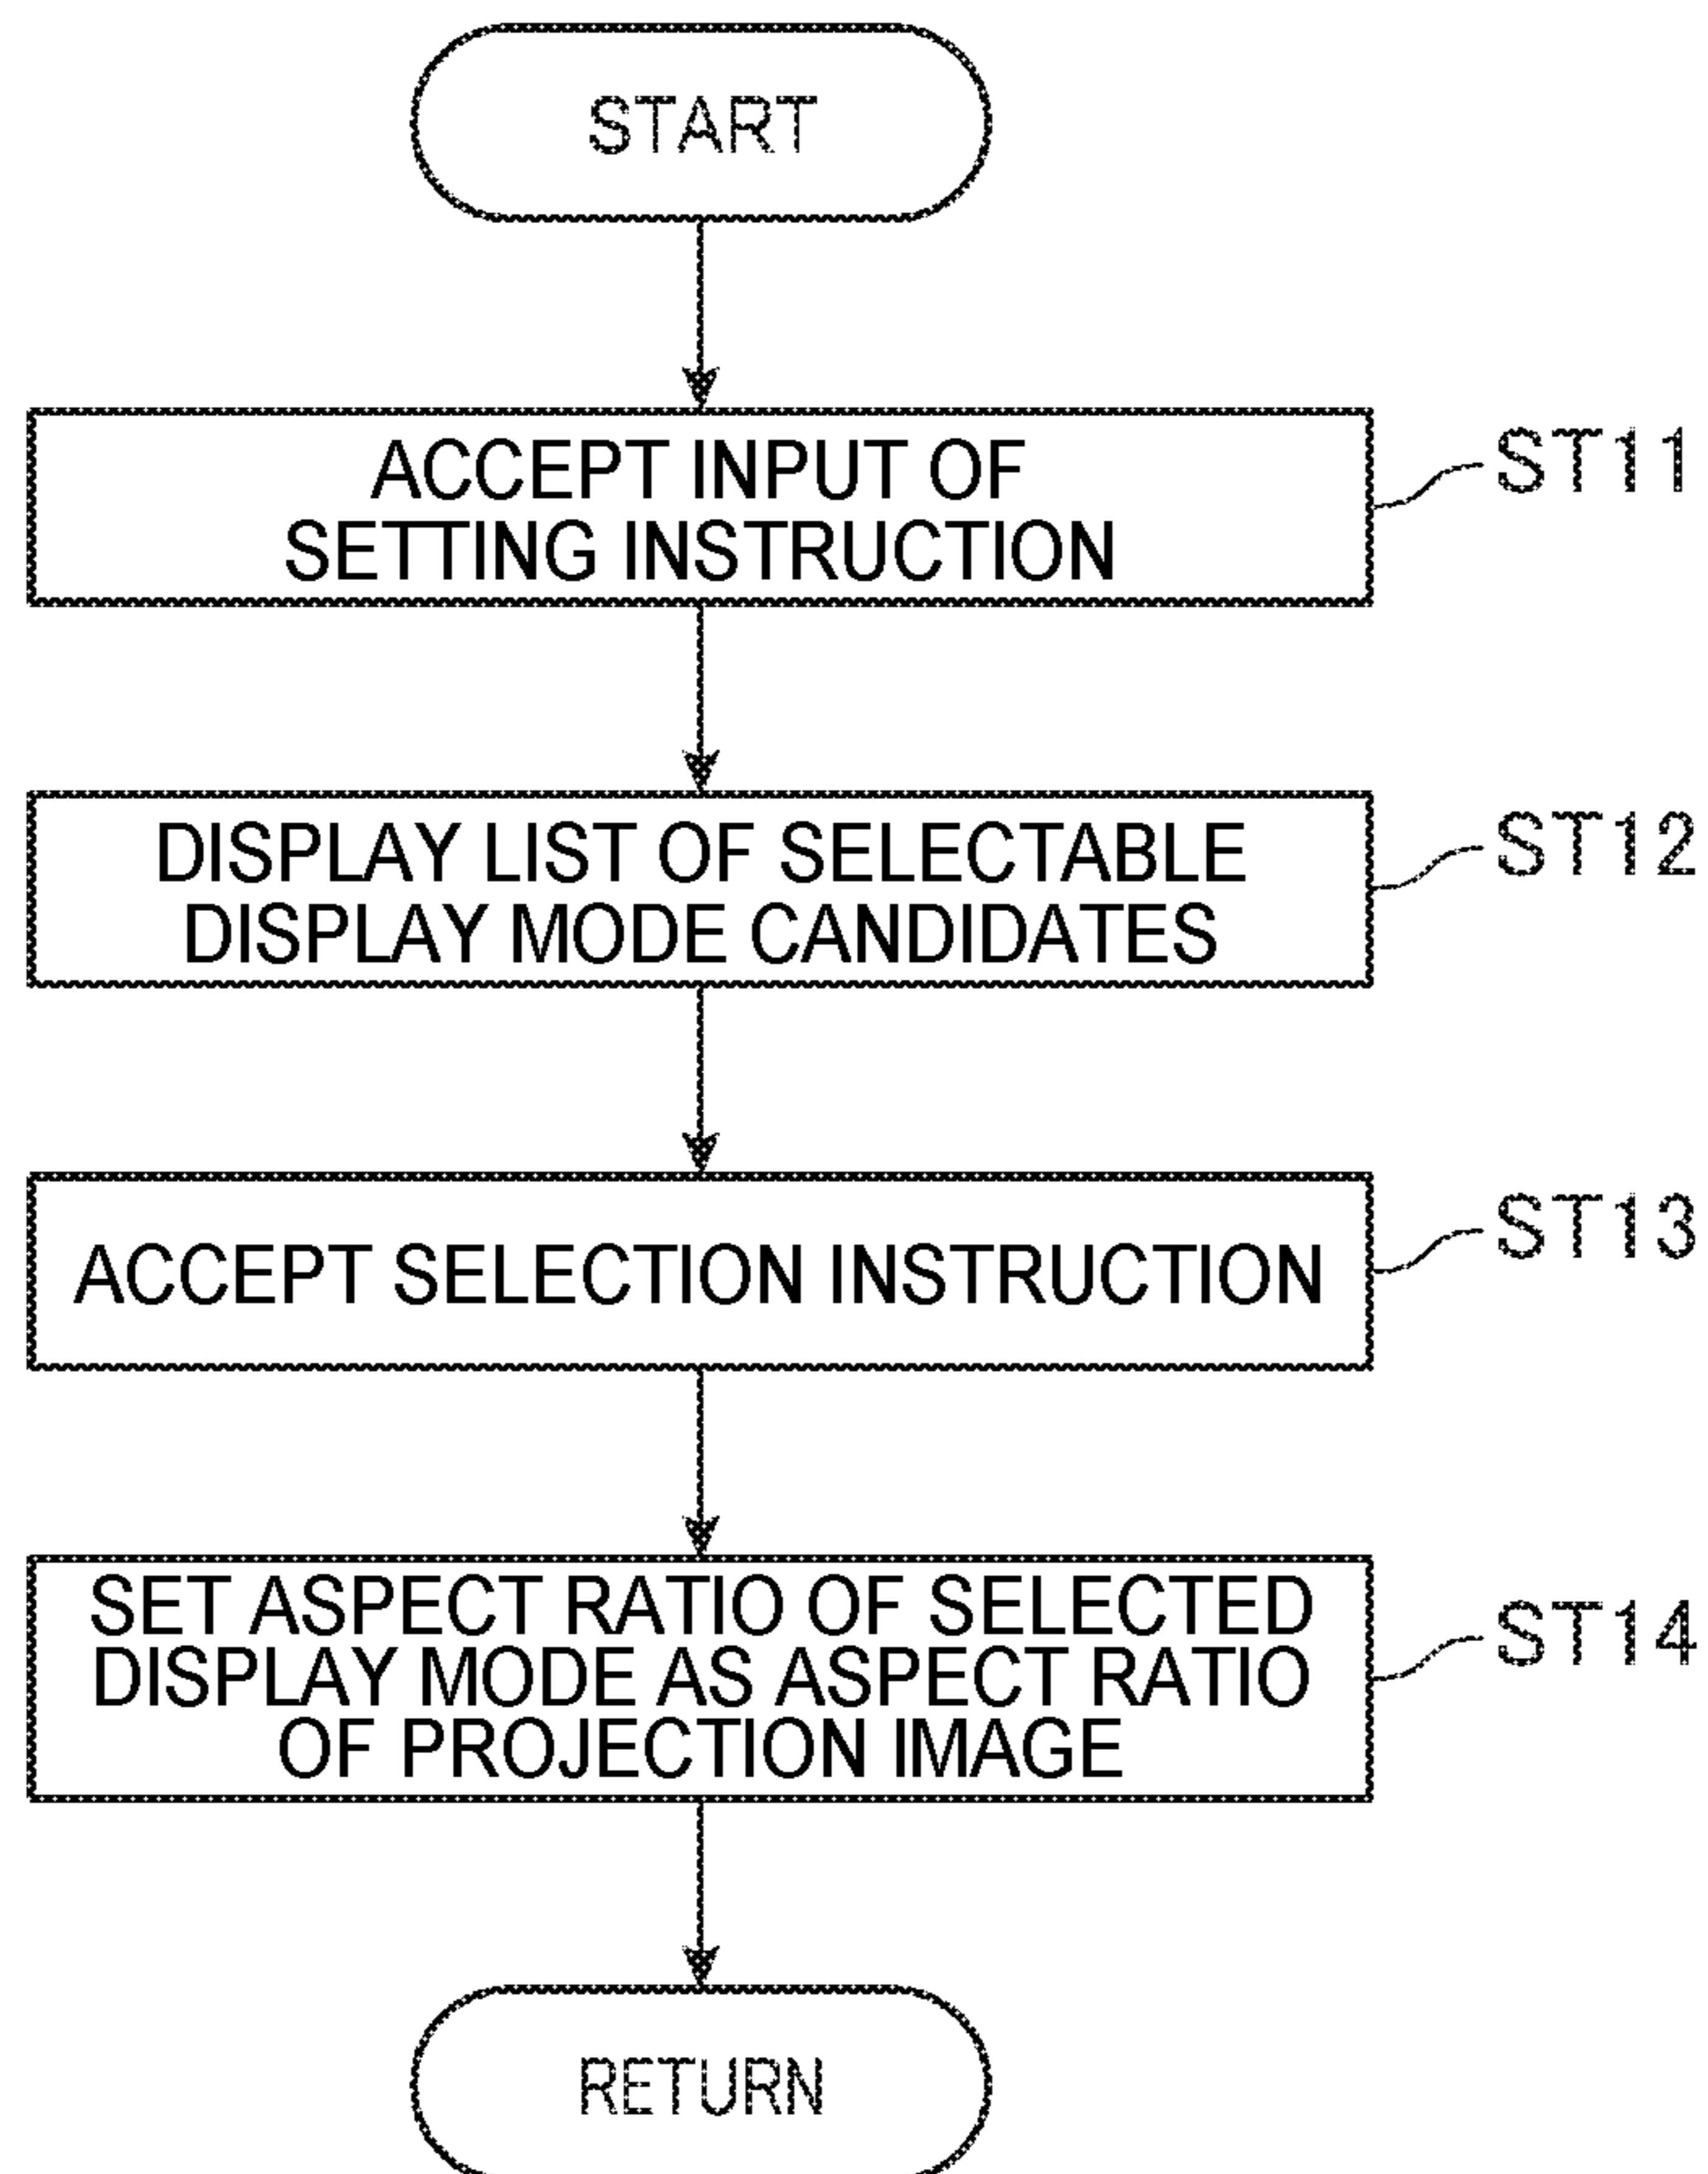 START
ACCEPT INPUT OF
SETTING INSTRUCTION
ST11
DISPLAY LIST OF SELECTABLE
DISPLAY MODE CANDIDATES
ST12
ACCEPT SELECTION INSTRUCTION
ST13
SET ASPECT RATIO OF SELECTED
DISPLAY MODE AS ASPECT RATIO
OF PROJECTION IMAGE
ST14
RETURN